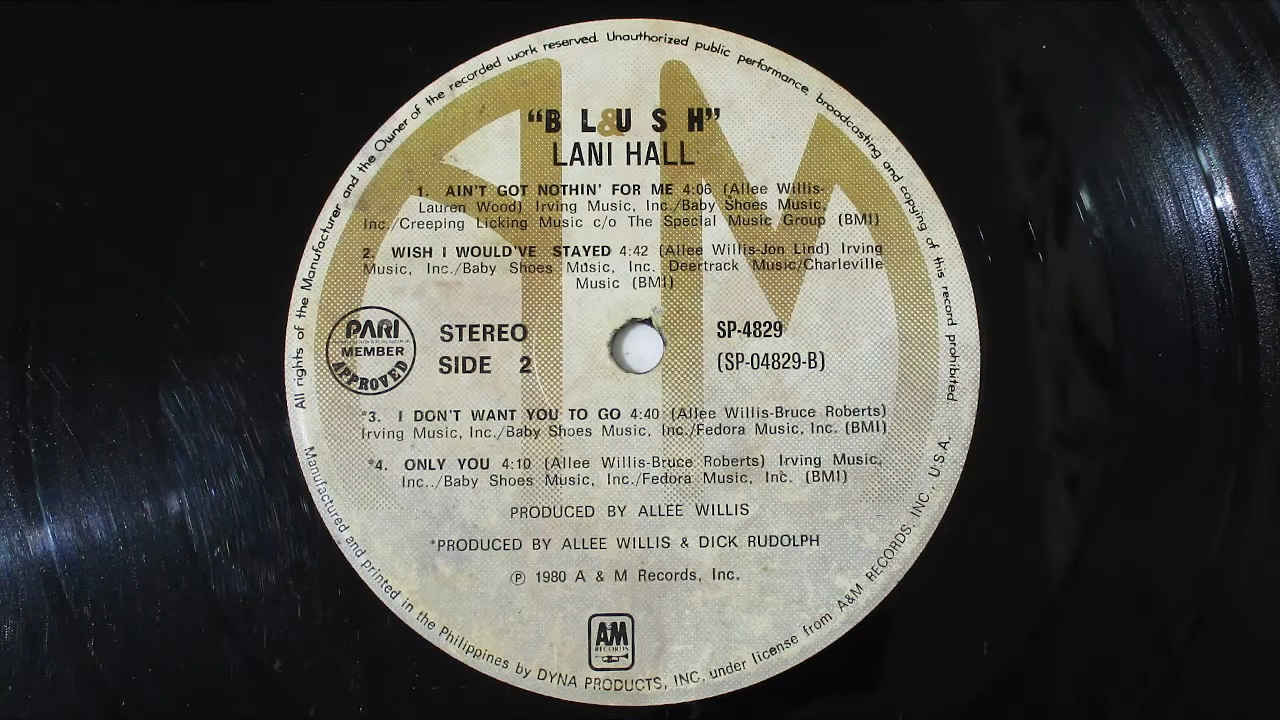 All rights of the Manufacturer and the Owner of the recorded work reserved. Unauthorized public performance, broadcasting and copying of this record prohibited.
"BLUSH"
LANI HALL
1. AIN'T GOT NOTHIN' FOR ME 4:06 (Allee Willis-
Lauren Wood) Irving Music, Inc./Baby Shoes Music,
Inc./Creeping Licking Music c/o The Special Music Group (BMI)
2. WISH I WOULD'VE STAYED 4:42 (Allee Willis-Jon Lind) Irving
Music, Inc./Baby Shoes Music, Inc. Deertrack Music/Charleville
Music (BMI)
PARI
MEMBER
APPROVED
STEREO
SIDE 2
SP-4829
(SP-04829-B)
*3. I DON'T WANT YOU TO GO 4:40 (Allee Willis-Bruce Roberts)
Irving Music, Inc./Baby Shoes Music, Inc./Fedora Music, Inc. (BMI)
*4. ONLY YOU 4:10 (Allee Willis-Bruce Roberts) Irving Music,
Inc../Baby Shoes Music, Inc./Fedora Music, Inc. (BMI)
PRODUCED BY ALLEE WILLIS
*PRODUCED BY ALLEE WILLIS & DICK RUDOLPH
℗ 1980 A & M Records, Inc.
A&M
RECORDS
Manufactured and printed in the Philippines by DYNA PRODUCTS, INC. under license from A&M RECORDS, INC., U.S.A.